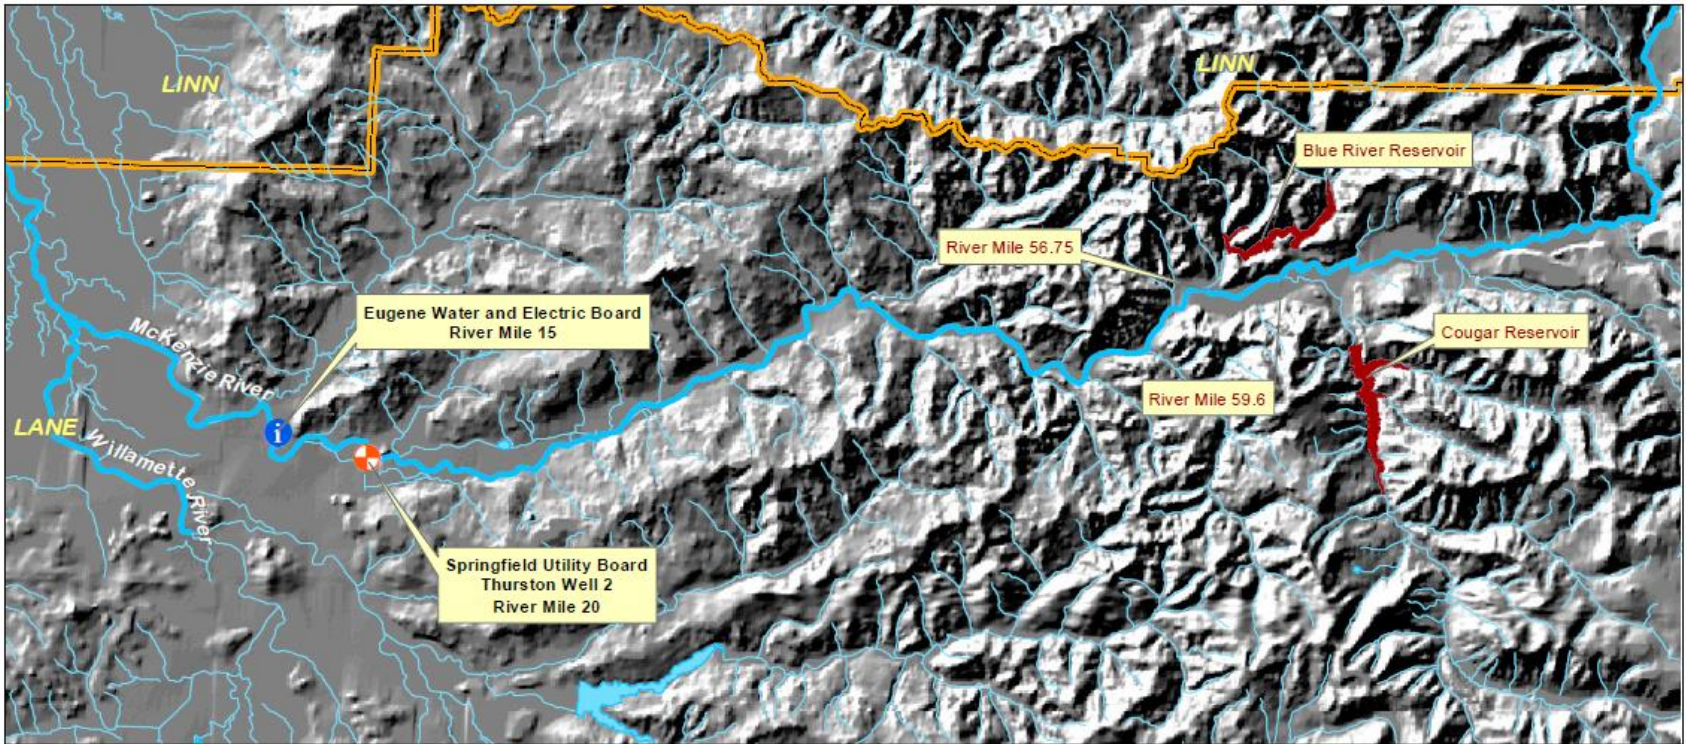 LINN
LINN
Blue River Reservoir
River Mile 56.75
Eugene Water and Electric Board
River Mile 15
McKenzie River
Cougar Reservoir
River Mile 59.6
LANE
i
Willamette River
Springfield Utility Board
Thurston Well 2
River Mile 20